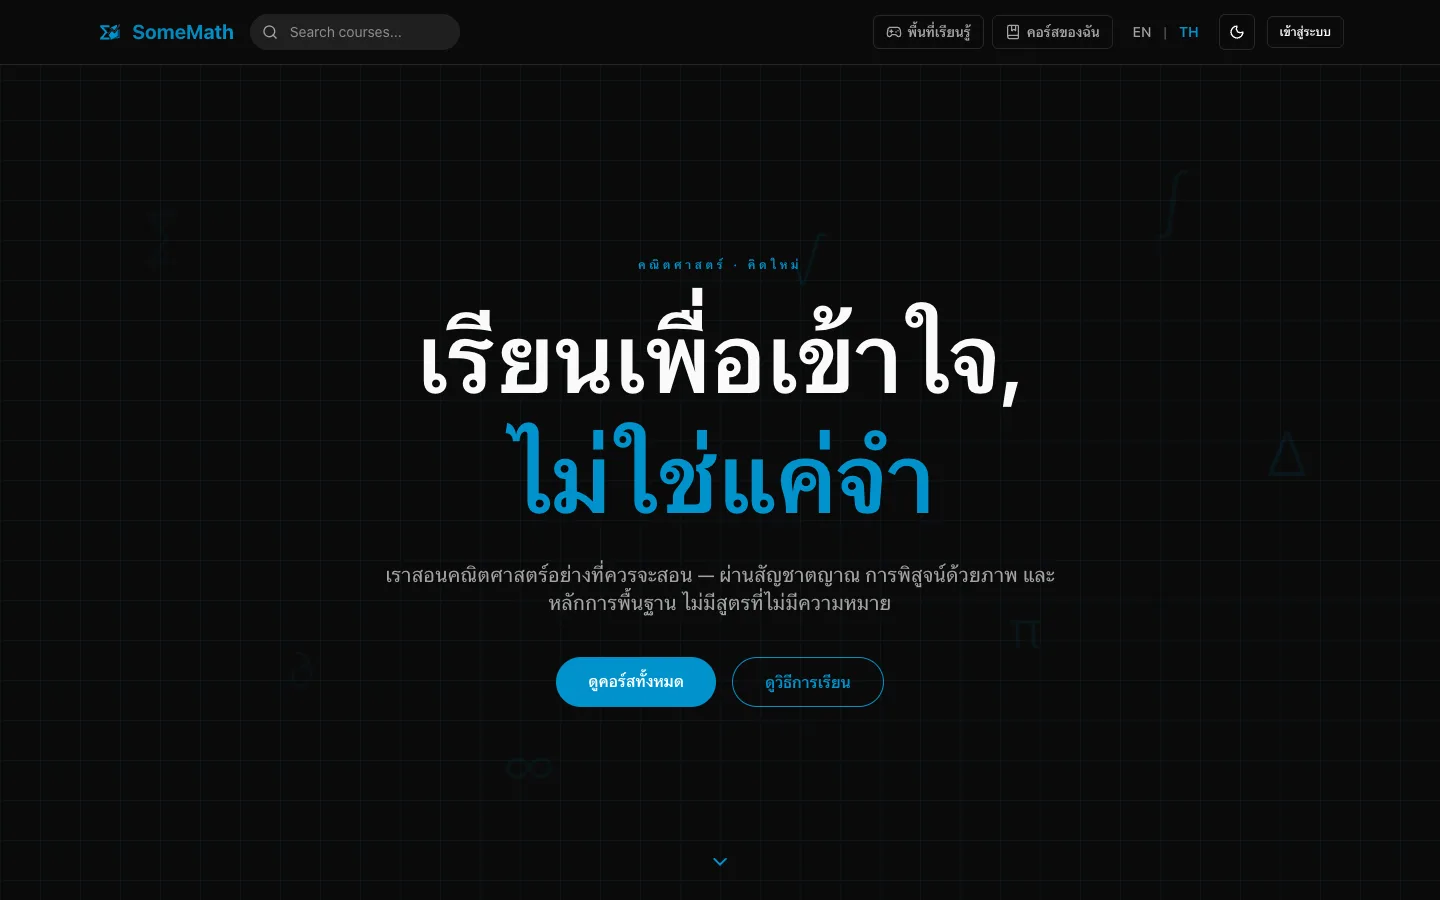 SomeMath
Search courses...
พื้นที่เรียนรู้
คอร์สของฉัน
EN | TH
เข้าสู่ระบบ
คณิตศาสตร์ · คิดใหม่
เรียนเพื่อเข้าใจ,
ไม่ใช่แค่จำ
เราสอนคณิตศาสตร์อย่างที่ควรจะสอน — ผ่านสัญชาตญาณ การพิสูจน์ด้วยภาพ และ
หลักการพื้นฐาน ไม่มีสูตรที่ไม่มีความหมาย
ดูคอร์สทั้งหมด
ดูวิธีการเรียน
Σ
√
∫
Δ
π
∂
∞